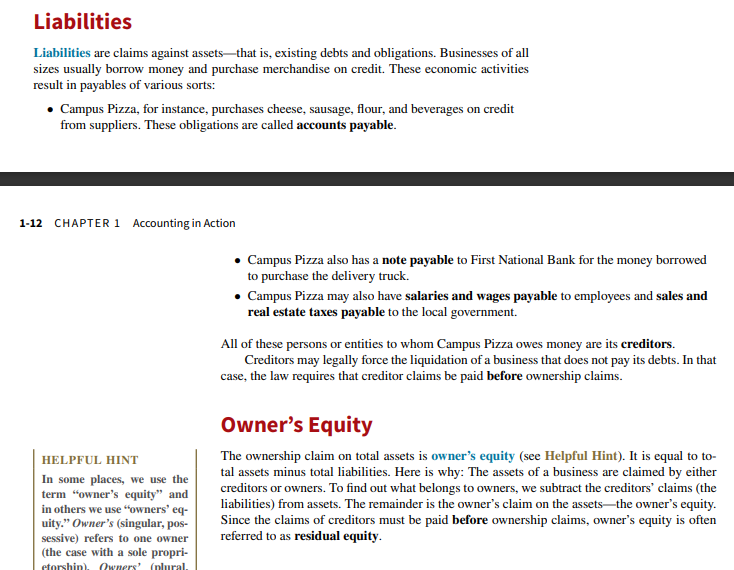 Liabilities
Liabilities are claims against assets—that is, existing debts and obligations. Businesses of all
sizes usually borrow money and purchase merchandise on credit. These economic activities
result in payables of various sorts:
• Campus Pizza, for instance, purchases cheese, sausage, flour, and beverages on credit
from suppliers. These obligations are called accounts payable.
1-12 CHAPTER 1 Accounting in Action
• Campus Pizza also has a note payable to First National Bank for the money borrowed
to purchase the delivery truck.
• Campus Pizza may also have salaries and wages payable to employees and sales and
real estate taxes payable to the local government.
All of these persons or entities to whom Campus Pizza owes money are its creditors.
Creditors may legally force the liquidation of a business that does not pay its debts. In that
case, the law requires that creditor claims be paid before ownership claims.
Owner's Equity
The ownership claim on total assets is owner's equity (see Helpful Hint). It is equal to to-
tal assets minus total liabilities. Here is why: The assets of a business are claimed by either
creditors or owners. To find out what belongs to owners, we subtract the creditors' claims (the
liabilities) from assets. The remainder is the owner's claim on the assets—the owner's equity.
Since the claims of creditors must be paid before ownership claims, owner's equity is often
referred to as residual equity.
HELPFUL HINT
In some places, we use the
term “owner's equity” and
in others we use “owners' eq-
uity.” Owner's (singular, pos-
sessive) refers to one owner
(the case with a sole propri-
etorship). Owners' (plural,